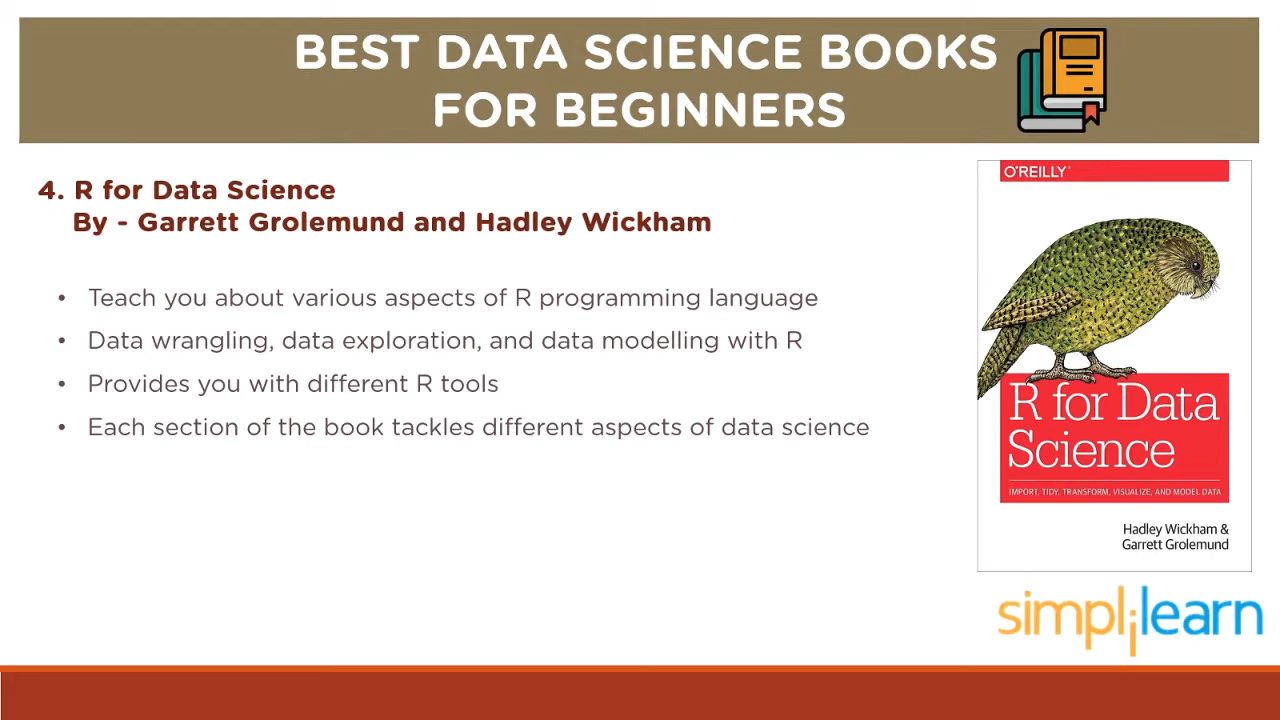 BEST DATA SCIENCE BOOKS
FOR BEGINNERS
4. R for Data Science
By - Garrett Grolemund and Hadley Wickham
• Teach you about various aspects of R programming language
• Data wrangling, data exploration, and data modelling with R
• Provides you with different R tools
• Each section of the book tackles different aspects of data science
O'REILLY®
R for Data
Science
IMPORT, TIDY, TRANSFORM, VISUALIZE, AND MODEL DATA
Hadley Wickham &
Garrett Grolemund
simplilearn